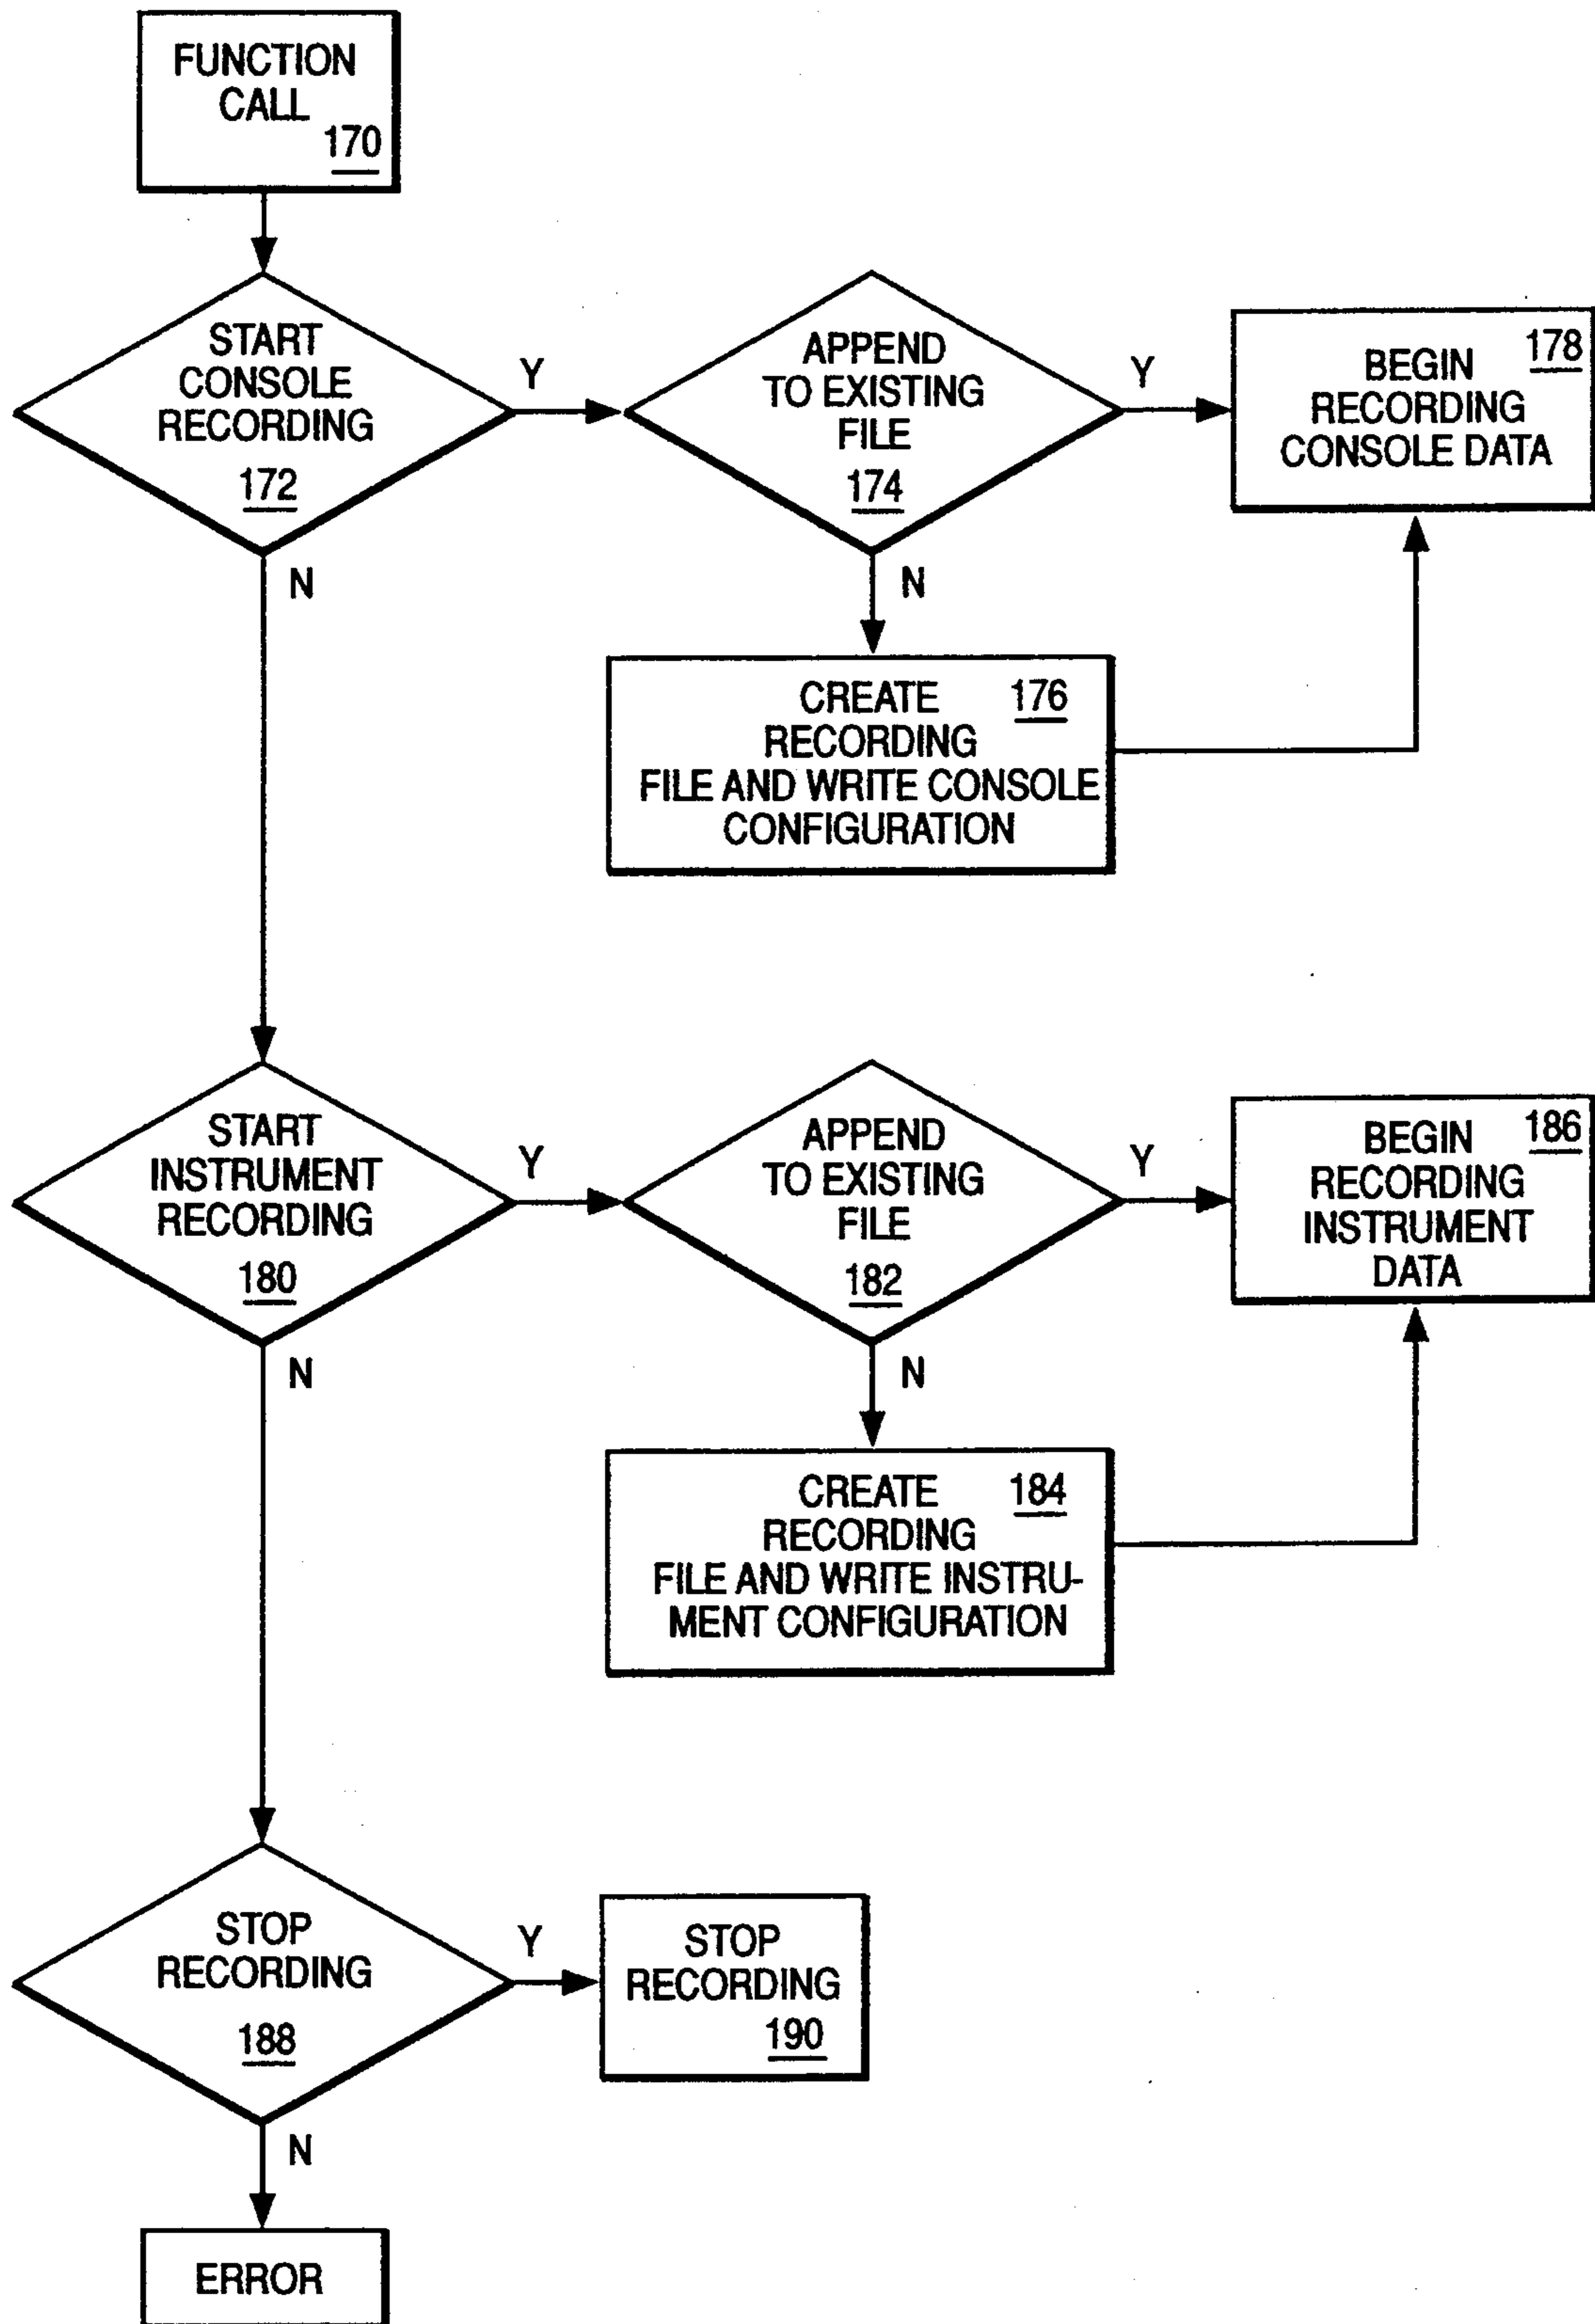 FUNCTION
CALL
170
START
CONSOLE
RECORDING
172
Y
N
APPEND
TO EXISTING
FILE
174
Y
N
BEGIN
RECORDING
CONSOLE DATA
178
CREATE
RECORDING
FILE AND WRITE CONSOLE
CONFIGURATION
176
START
INSTRUMENT
RECORDING
180
Y
N
APPEND
TO EXISTING
FILE
182
Y
N
BEGIN
RECORDING
INSTRUMENT
DATA
186
CREATE
RECORDING
FILE AND WRITE INSTRU-
MENT CONFIGURATION
184
STOP
RECORDING
188
Y
N
STOP
RECORDING
190
ERROR